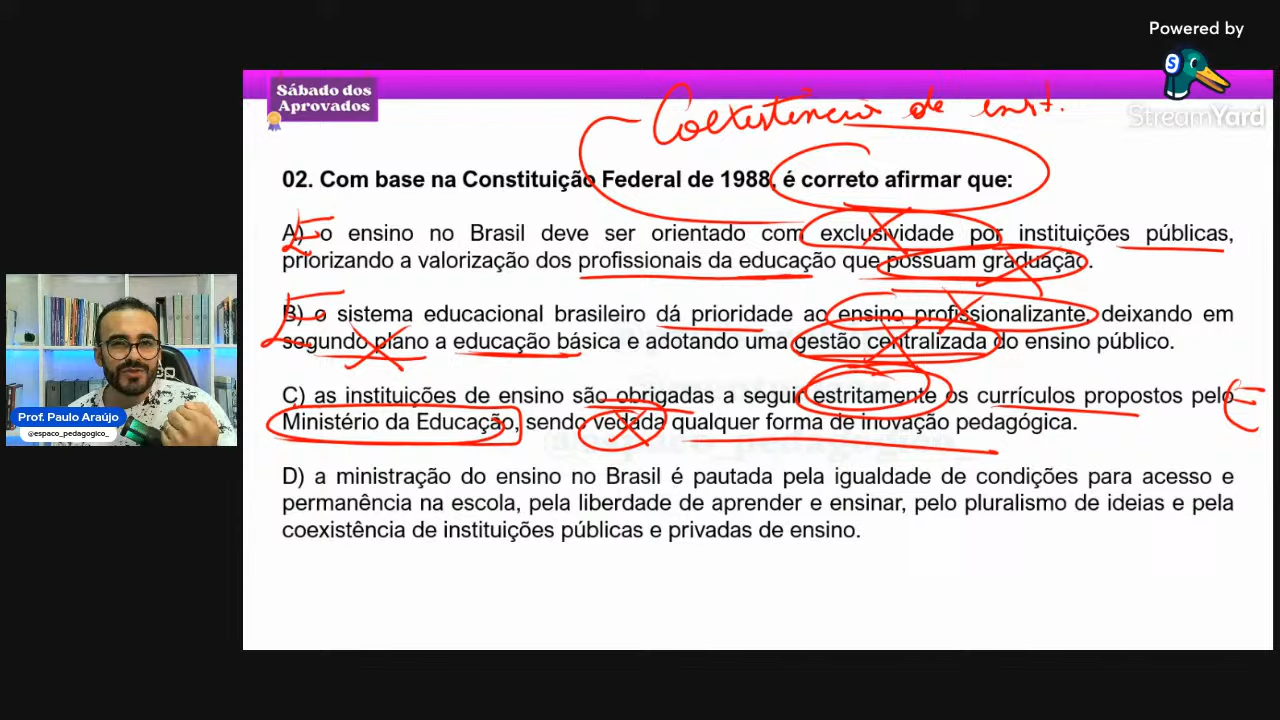 Powered by
S
StreamYard
Sábado dos
Aprovados
Coexistência de inst.
02. Com base na Constituição Federal de 1988, é correto afirmar que:
E
A) o ensino no Brasil deve ser orientado com exclusividade por instituições públicas,
priorizando a valorização dos profissionais da educação que possuam graduação.
E
B) o sistema educacional brasileiro dá prioridade ao ensino profissionalizante, deixando em
segundo plano a educação básica e adotando uma gestão centralizada do ensino público.
C) as instituições de ensino são obrigadas a seguir estritamente os currículos propostos pelo
E
Ministério da Educação, sendo vedada qualquer forma de inovação pedagógica.
D) a ministração do ensino no Brasil é pautada pela igualdade de condições para acesso e
permanência na escola, pela liberdade de aprender e ensinar, pelo pluralismo de ideias e pela
coexistência de instituições públicas e privadas de ensino.
Prof. Paulo Araújo
@espaco_pedagogico_